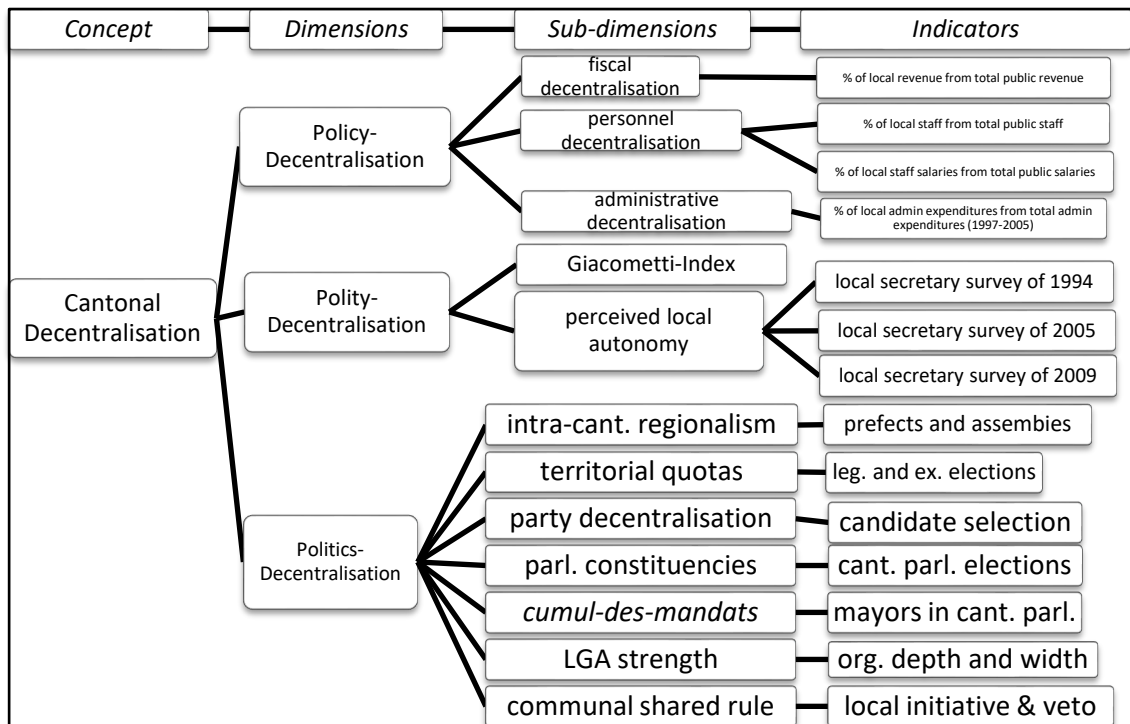 Concept Dimensions Sub-dimensions Indicators
fiscal
decentralisation
% of local revenue from total public revenue
Policy-
Decentralisation
personnel
decentralisation
% of local staff from total public staff
% of local staff salaries from total public salaries
administrative
decentralisation
% of local admin expenditures from total admin
expenditures (1997-2005)
Cantonal
Decentralisation
Polity-
Decentralisation
Giacometti-Index
perceived local
autonomy
local secretary survey of 1994
local secretary survey of 2005
local secretary survey of 2009
Politics-
Decentralisation
intra-cant. regionalism
prefects and assembies
territorial quotas
leg. and ex. elections
party decentralisation
candidate selection
parl. constituencies
cant. parl. elections
cumul-des-mandats
mayors in cant. parl.
LGA strength
org. depth and width
communal shared rule
local initiative & veto